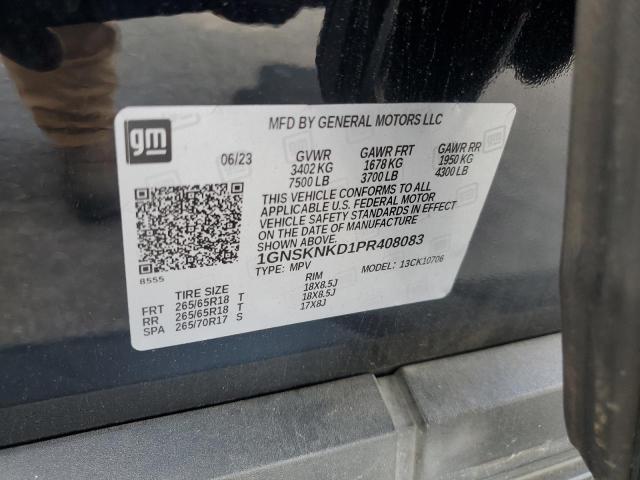 gm
MFD BY GENERAL MOTORS LLC
06/23 GVWR GAWR FRT GAWR RR
3402 KG 1678 KG 1950 KG
7500 LB 3700 LB 4300 LB
THIS VEHICLE CONFORMS TO ALL
APPLICABLE U.S. FEDERAL MOTOR
VEHICLE SAFETY STANDARDS IN EFFECT
ON THE DATE OF MANUFACTURE
SHOWN ABOVE.
1GNSKNKD1PR408083
TYPE: MPV MODEL: 13CK10706
8555
TIRE SIZE RIM
FRT 265/65R18 T 18X8.5J
RR 265/65R18 T 18X8.5J
SPA 265/70R17 S 17X8J